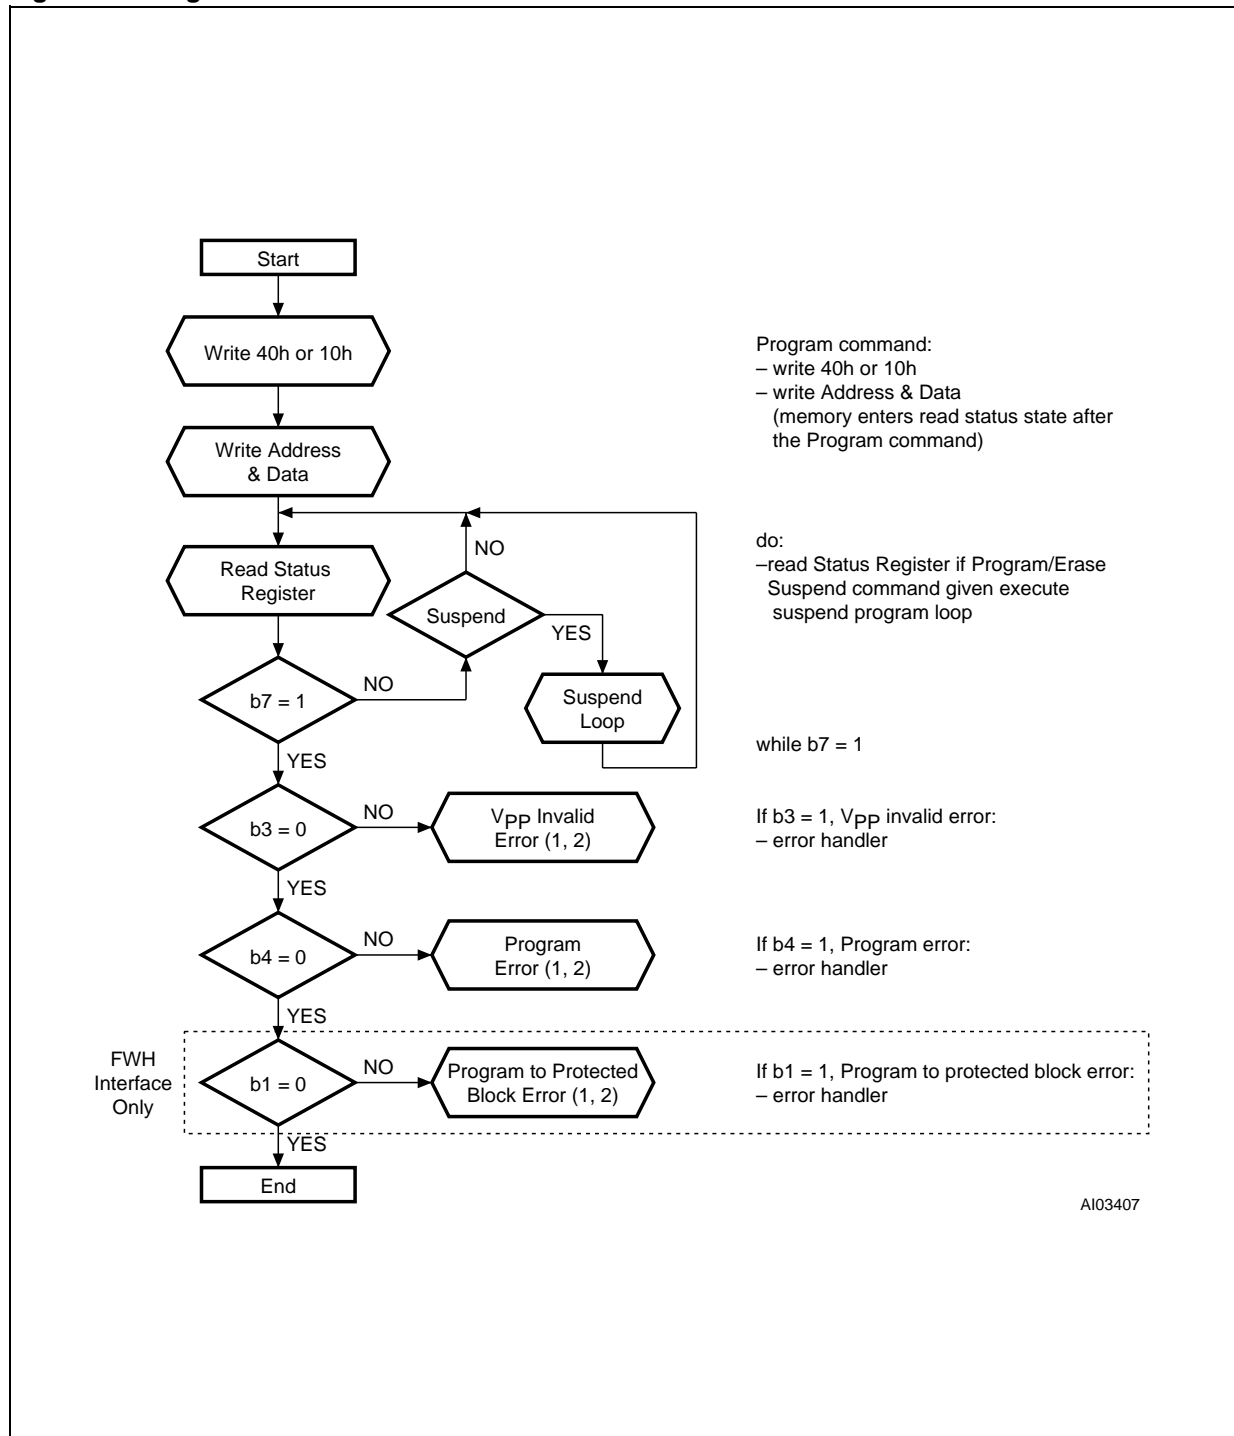 Start
Write 40h or 10h
Write Address
& Data
Program command:
– write 40h or 10h
– write Address & Data
(memory enters read status state after
the Program command)
Read Status
Register
NO
Suspend
YES
do:
–read Status Register if Program/Erase
Suspend command given execute
suspend program loop
b7 = 1
NO
Suspend
Loop
YES
while b7 = 1
b3 = 0
NO
VPP Invalid
Error (1, 2)
If b3 = 1, VPP invalid error:
– error handler
YES
b4 = 0
NO
Program
Error (1, 2)
If b4 = 1, Program error:
– error handler
YES
FWH
Interface
Only
b1 = 0
NO
Program to Protected
Block Error (1, 2)
If b1 = 1, Program to protected block error:
– error handler
YES
End
AI03407